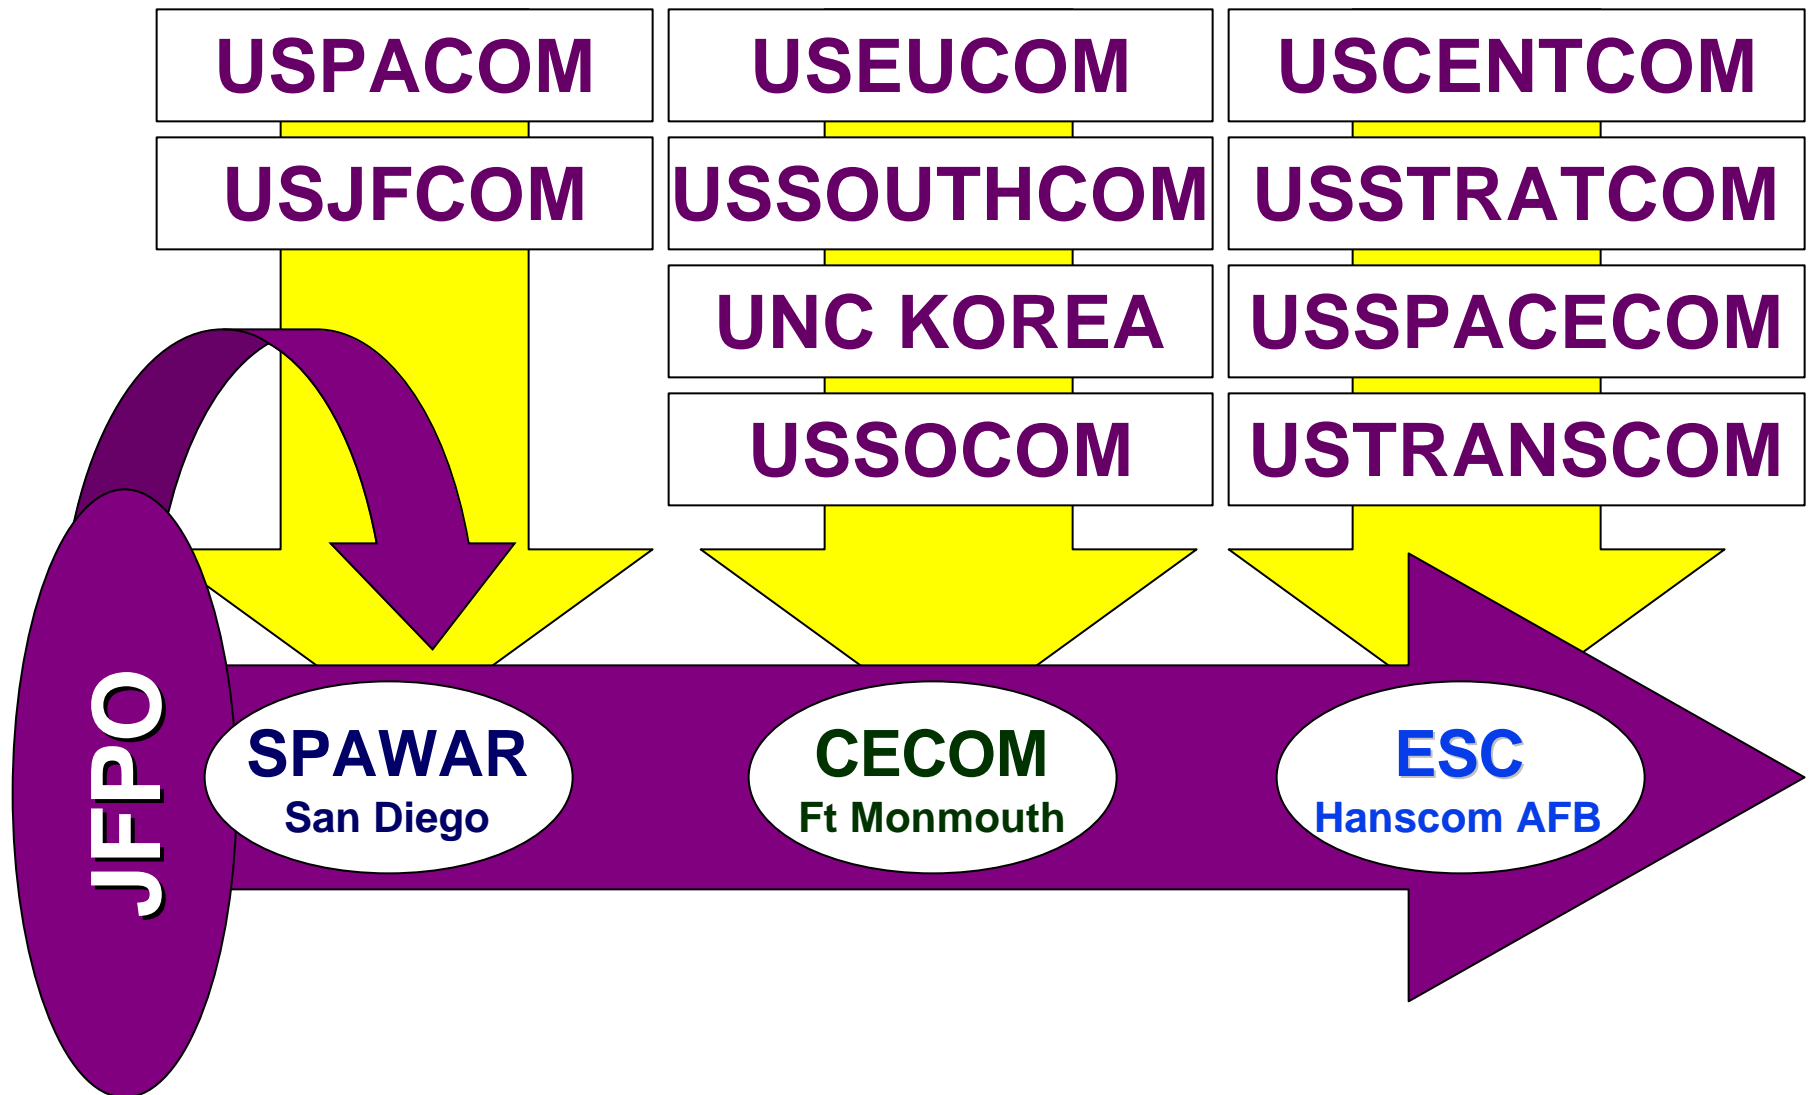 USPACOM
USEUCOM
USCENTCOM
USJFCOM
USSOUTHCOM
USSTRATCOM
UNC KOREA
USSPACECOM
USSOCOM
USTRANSCOM
JFPO
SPAWAR
San Diego
CECOM
Ft Monmouth
ESC
Hanscom AFB